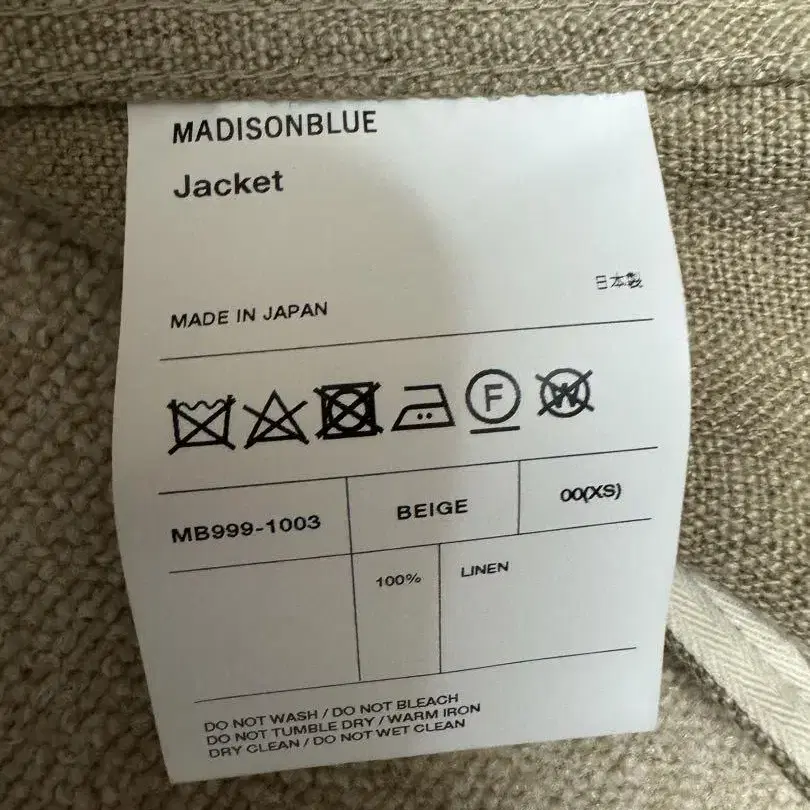 MADISONBLUE
Jacket
日本製
MADE IN JAPAN
F W
MB999-1003 BEIGE 00(XS)
100% LINEN
DO NOT WASH / DO NOT BLEACH
DO NOT TUMBLE DRY / WARM IRON
DRY CLEAN / DO NOT WET CLEAN